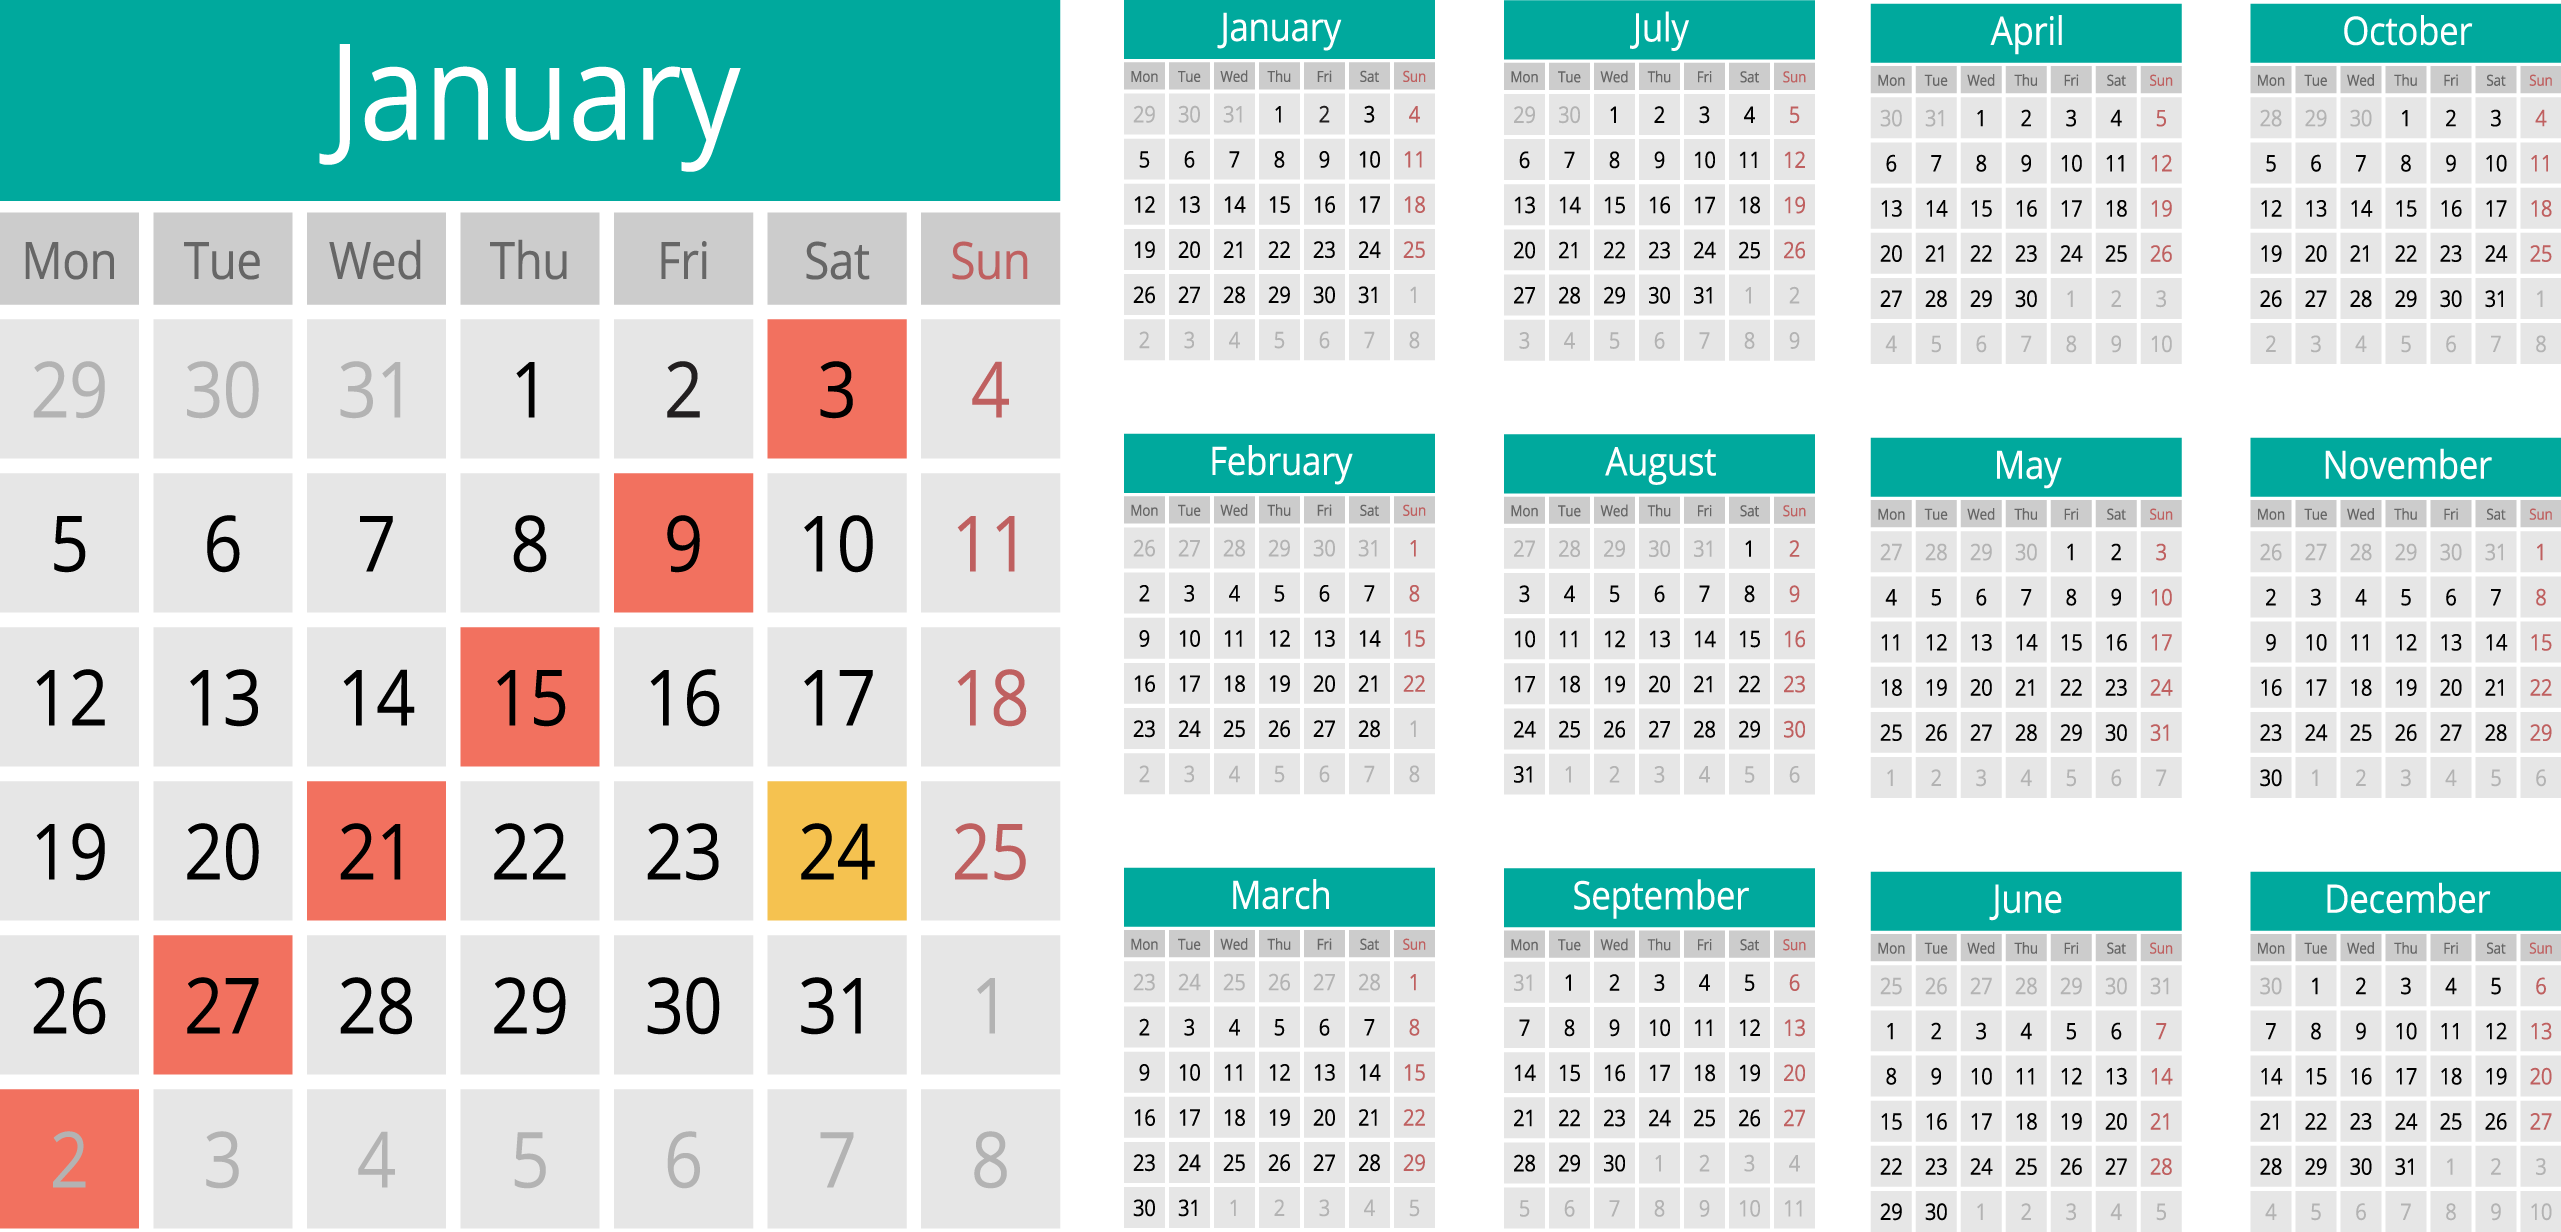 January
Mon Tue Wed Thu Fri Sat Sun
29 30 31 1 2 3 4
5 6 7 8 9 10 11
12 13 14 15 16 17 18
19 20 21 22 23 24 25
26 27 28 29 30 31 1
2 3 4 5 6 7 8
January
Mon Tue Wed Thu Fri Sat Sun
29 30 31 1 2 3 4
5 6 7 8 9 10 11
12 13 14 15 16 17 18
19 20 21 22 23 24 25
26 27 28 29 30 31 1
2 3 4 5 6 7 8
July
Mon Tue Wed Thu Fri Sat Sun
29 30 1 2 3 4 5
6 7 8 9 10 11 12
13 14 15 16 17 18 19
20 21 22 23 24 25 26
27 28 29 30 31 1 2
3 4 5 6 7 8 9
April
Mon Tue Wed Thu Fri Sat Sun
30 31 1 2 3 4 5
6 7 8 9 10 11 12
13 14 15 16 17 18 19
20 21 22 23 24 25 26
27 28 29 30 1 2 3
4 5 6 7 8 9 10
October
Mon Tue Wed Thu Fri Sat Sun
28 29 30 1 2 3 4
5 6 7 8 9 10 11
12 13 14 15 16 17 18
19 20 21 22 23 24 25
26 27 28 29 30 31 1
2 3 4 5 6 7 8
February
Mon Tue Wed Thu Fri Sat Sun
26 27 28 29 30 31 1
2 3 4 5 6 7 8
9 10 11 12 13 14 15
16 17 18 19 20 21 22
23 24 25 26 27 28 1
2 3 4 5 6 7 8
August
Mon Tue Wed Thu Fri Sat Sun
27 28 29 30 31 1 2
3 4 5 6 7 8 9
10 11 12 13 14 15 16
17 18 19 20 21 22 23
24 25 26 27 28 29 30
31 1 2 3 4 5 6
May
Mon Tue Wed Thu Fri Sat Sun
27 28 29 30 1 2 3
4 5 6 7 8 9 10
11 12 13 14 15 16 17
18 19 20 21 22 23 24
25 26 27 28 29 30 31
1 2 3 4 5 6 7
November
Mon Tue Wed Thu Fri Sat Sun
26 27 28 29 30 31 1
2 3 4 5 6 7 8
9 10 11 12 13 14 15
16 17 18 19 20 21 22
23 24 25 26 27 28 29
30 1 2 3 4 5 6
March
Mon Tue Wed Thu Fri Sat Sun
23 24 25 26 27 28 1
2 3 4 5 6 7 8
9 10 11 12 13 14 15
16 17 18 19 20 21 22
23 24 25 26 27 28 29
30 31 1 2 3 4 5
September
Mon Tue Wed Thu Fri Sat Sun
31 1 2 3 4 5 6
7 8 9 10 11 12 13
14 15 16 17 18 19 20
21 22 23 24 25 26 27
28 29 30 1 2 3 4
5 6 7 8 9 10 11
June
Mon Tue Wed Thu Fri Sat Sun
25 26 27 28 29 30 31
1 2 3 4 5 6 7
8 9 10 11 12 13 14
15 16 17 18 19 20 21
22 23 24 25 26 27 28
29 30 1 2 3 4 5
December
Mon Tue Wed Thu Fri Sat Sun
30 1 2 3 4 5 6
7 8 9 10 11 12 13
14 15 16 17 18 19 20
21 22 23 24 25 26 27
28 29 30 31 1 2 3
4 5 6 7 8 9 10